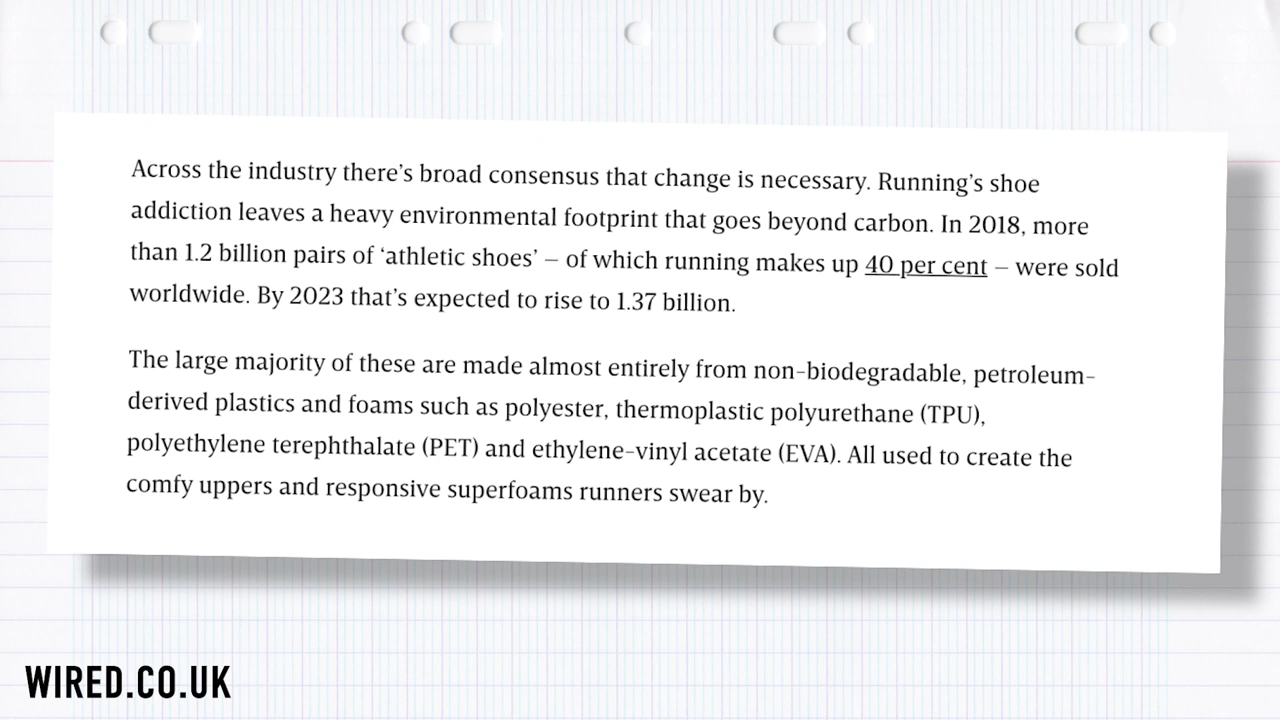 Across the industry there’s broad consensus that change is necessary. Running’s shoe
addiction leaves a heavy environmental footprint that goes beyond carbon. In 2018, more
than 1.2 billion pairs of ‘athletic shoes’ – of which running makes up 40 per cent – were sold
worldwide. By 2023 that’s expected to rise to 1.37 billion.
The large majority of these are made almost entirely from non-biodegradable, petroleum-
derived plastics and foams such as polyester, thermoplastic polyurethane (TPU),
polyethylene terephthalate (PET) and ethylene-vinyl acetate (EVA). All used to create the
comfy uppers and responsive superfoams runners swear by.
WIRED.CO.UK